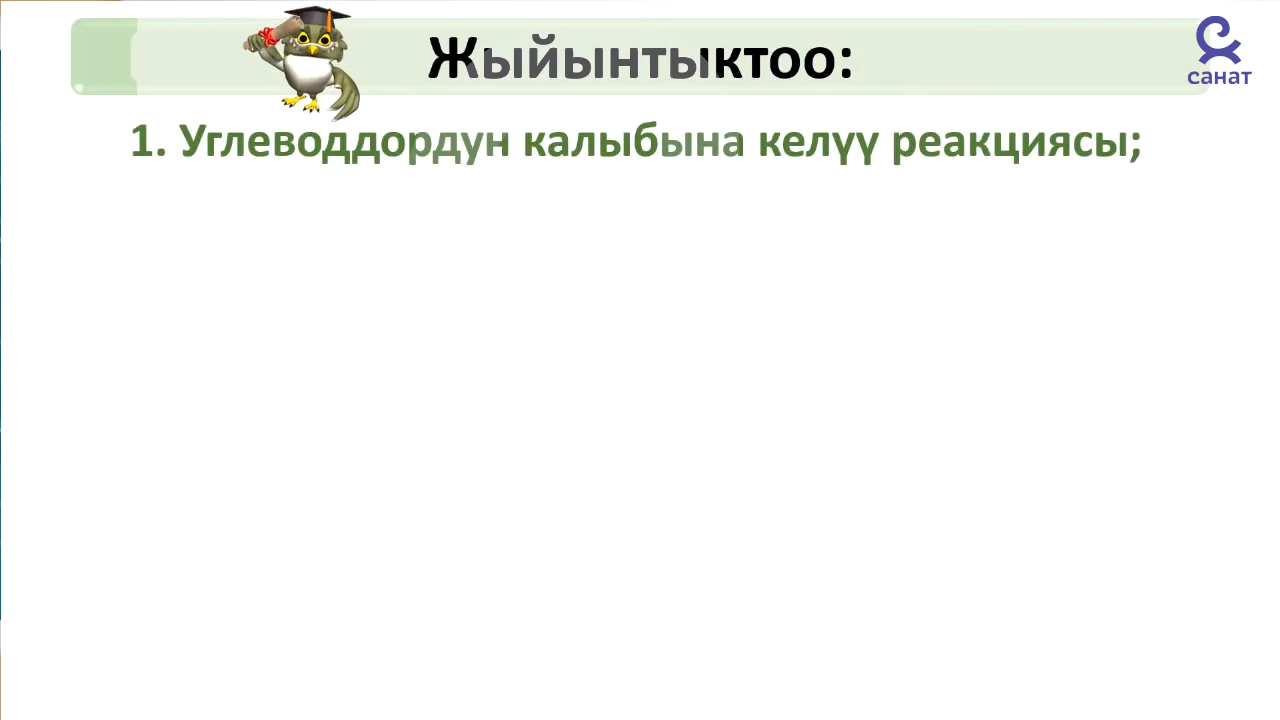 Жыйынтыктоо:
санат
1. Углеводдордун калыбына келүү реакциясы;